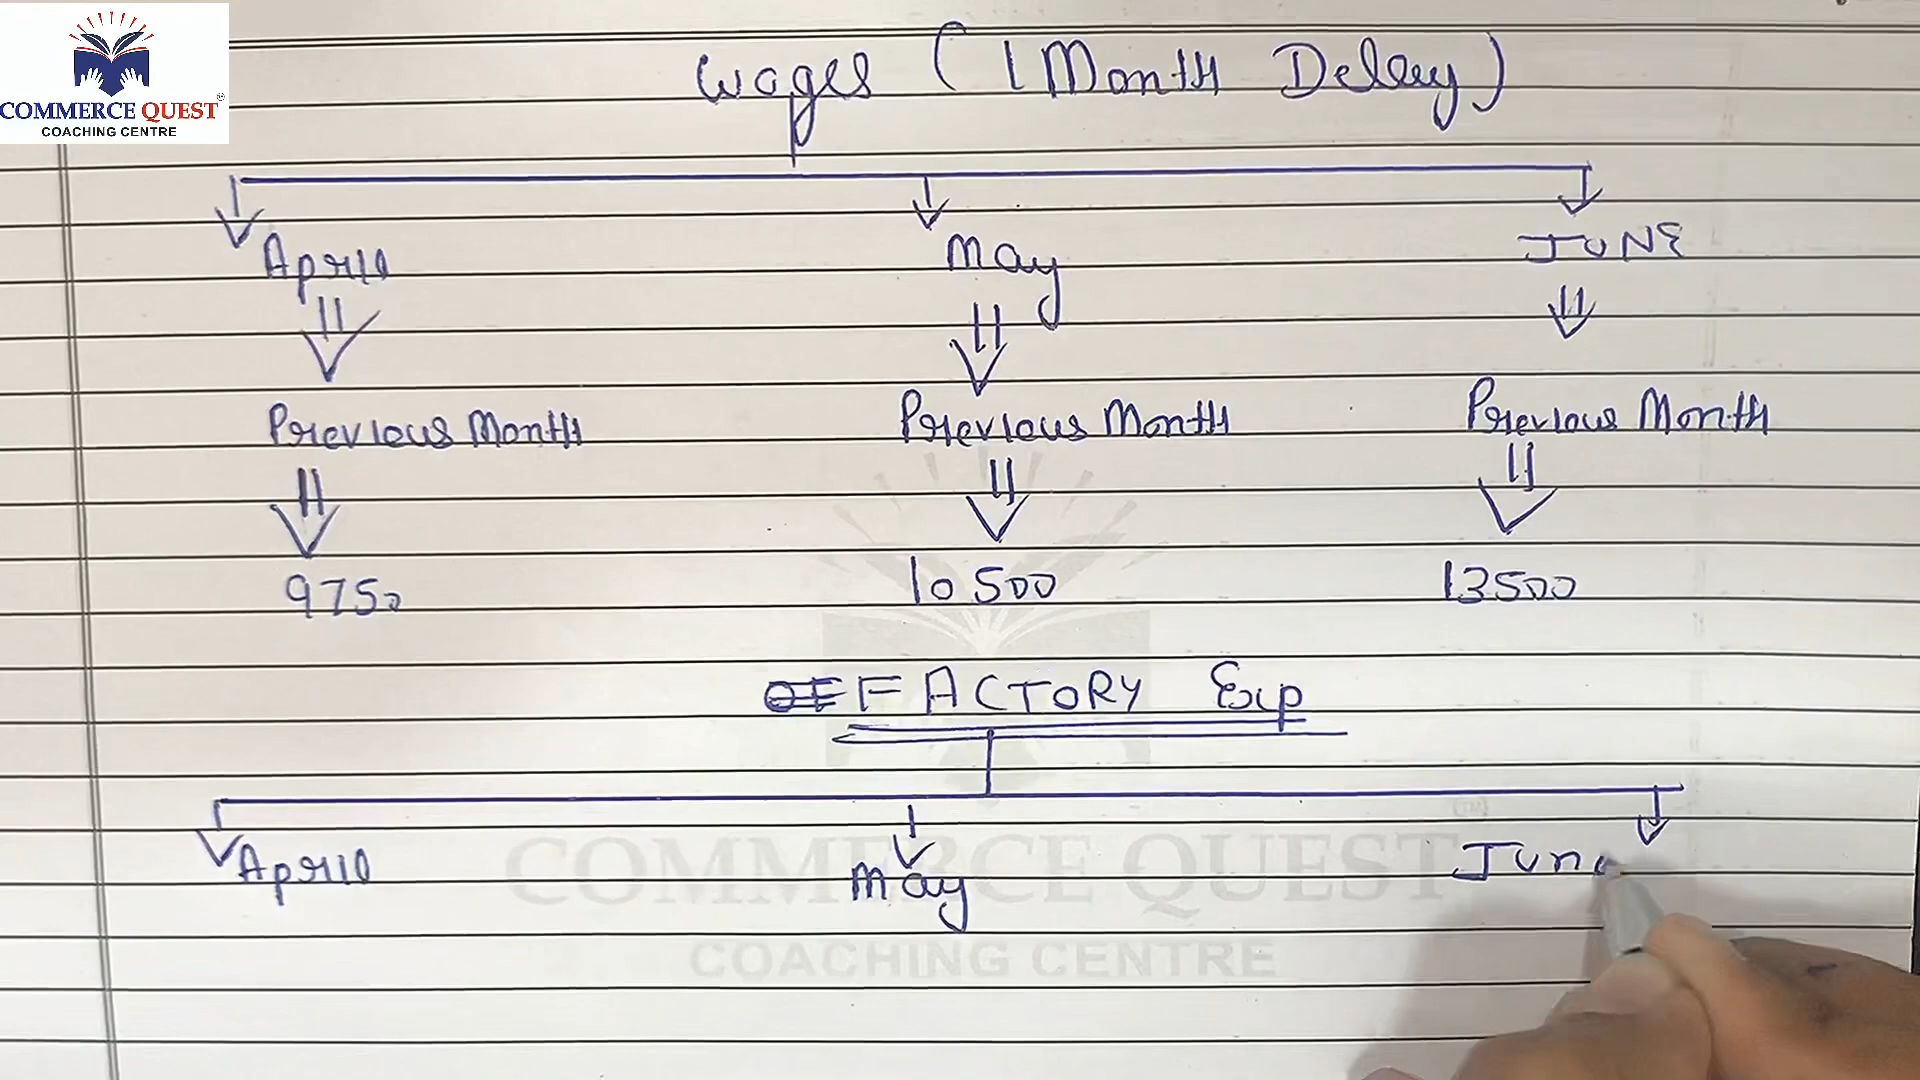 COMMERCE QUEST
COACHING CENTRE
Wages (1 Month Delay)
April May JUNE
Previous Month Previous Month Previous Month
9750 10500 13500
FACTORY Exp
April May June
COMMERCE QUEST
COACHING CENTRE